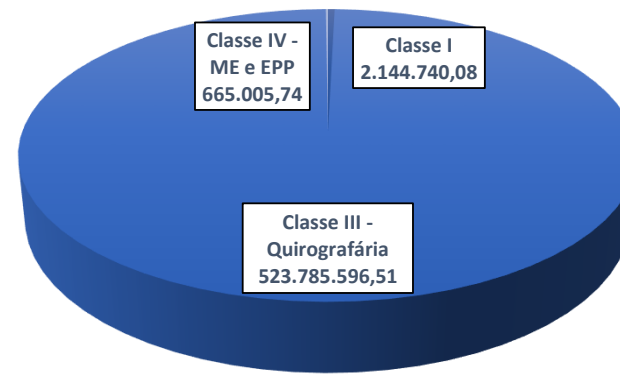 Classe IV -
ME e EPP
665.005,74
Classe I
2.144.740,08
Classe III -
Quirografária
523.785.596,51